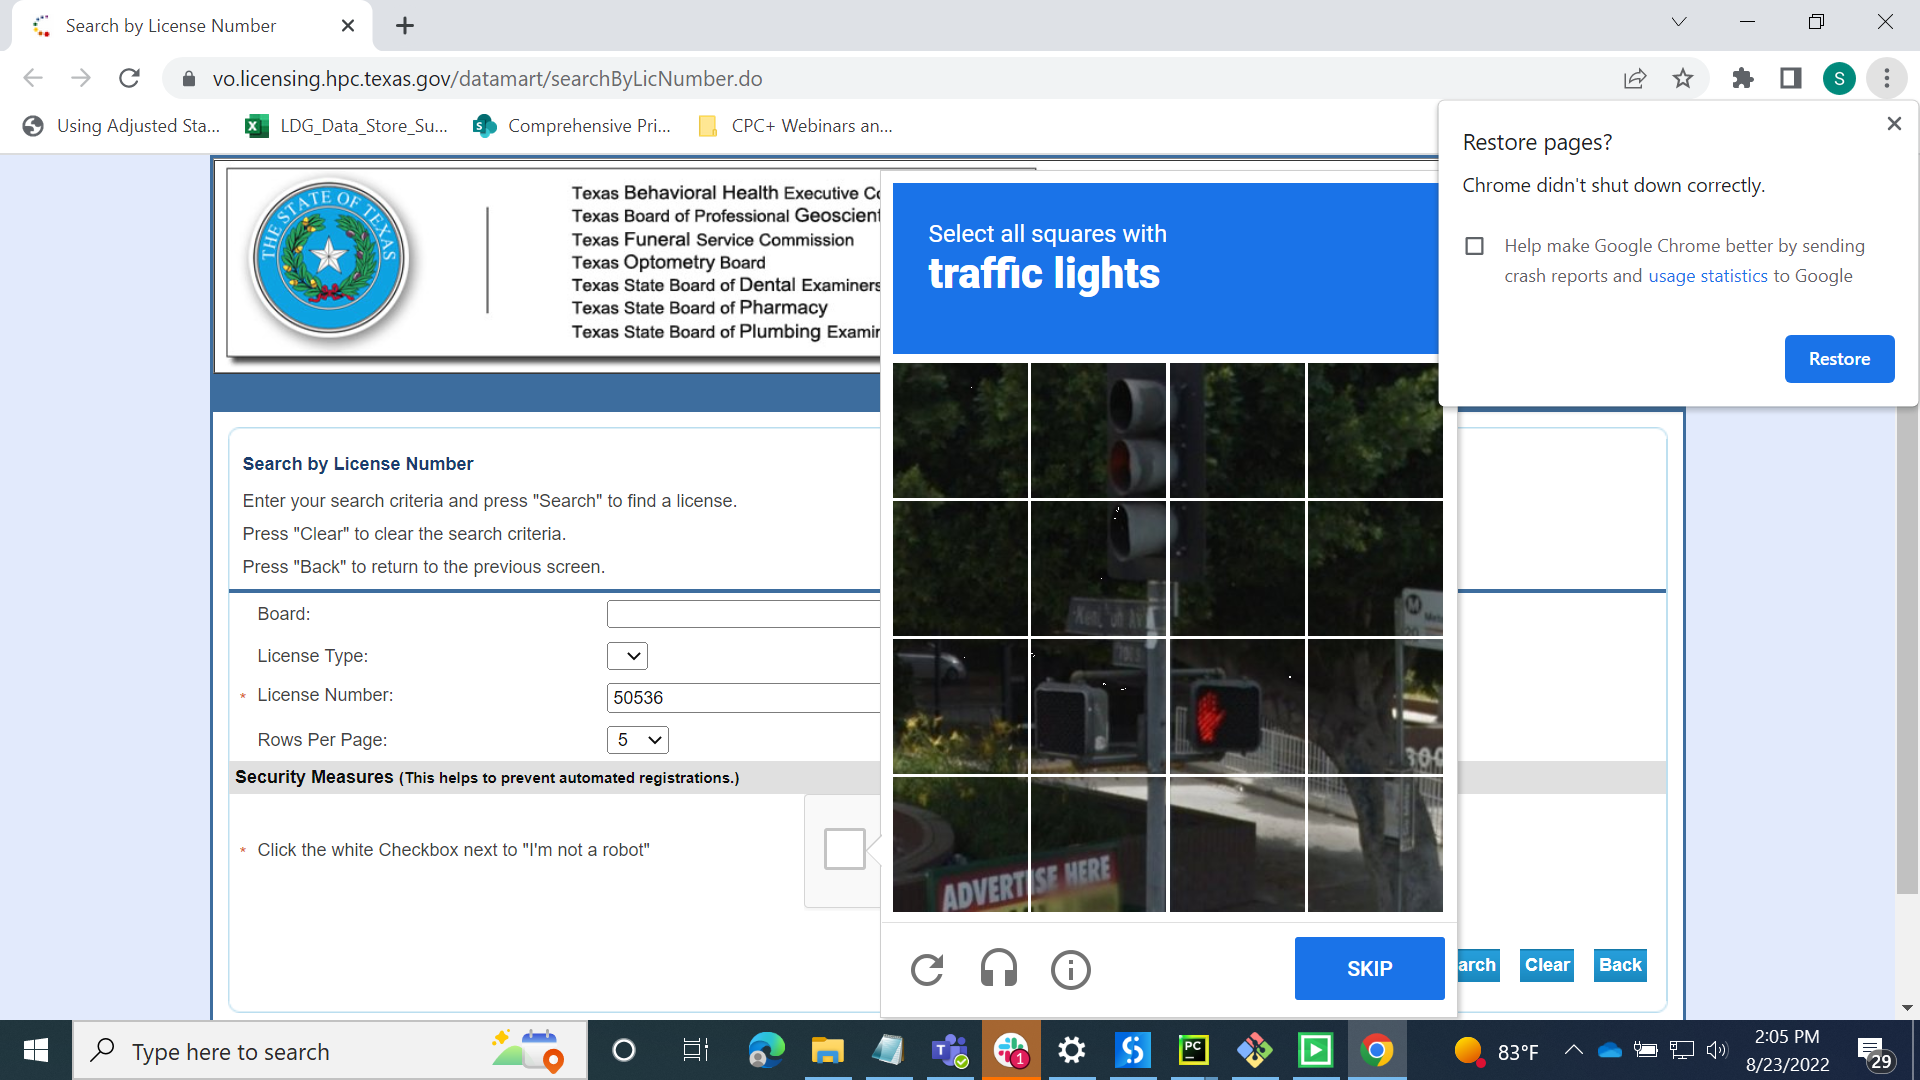 Search by License Number
vo.licensing.hpc.texas.gov/datamart/searchByLicNumber.do
S
Using Adjusted Sta...
LDG_Data_Store_Su...
Comprehensive Pri...
CPC+ Webinars an...
Restore pages?
Chrome didn't shut down correctly.
Help make Google Chrome better by sending
crash reports and usage statistics to Google
Restore
THE STATE OF TEXAS
Texas Behavioral Health Executive Co
Texas Board of Professional Geoscient
Texas Funeral Service Commission
Texas Optometry Board
Texas State Board of Dental Examiners
Texas State Board of Pharmacy
Texas State Board of Plumbing Examin
Select all squares with
traffic lights
Search by License Number
Enter your search criteria and press "Search" to find a license.
Press "Clear" to clear the search criteria.
Press "Back" to return to the previous screen.
Board:
License Type:
* License Number:
50536
Rows Per Page:
5
Security Measures (This helps to prevent automated registrations.)
* Click the white Checkbox next to "I'm not a robot"
M
ADVERTISE HERE
SKIP
arch
Clear
Back
Type here to search
T
1
PC
83°F
2:05 PM
8/23/2022
29